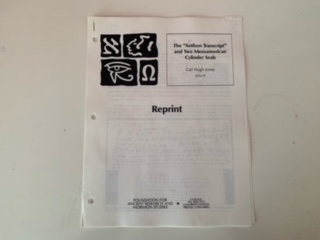 The "Anthon Transcript"
and Two Mesoamerican
Cylinder Seals
Carl Hugh Jones
Reprint
FOUNDATION FOR
ANCIENT RESEARCH AND
MORMON STUDIES